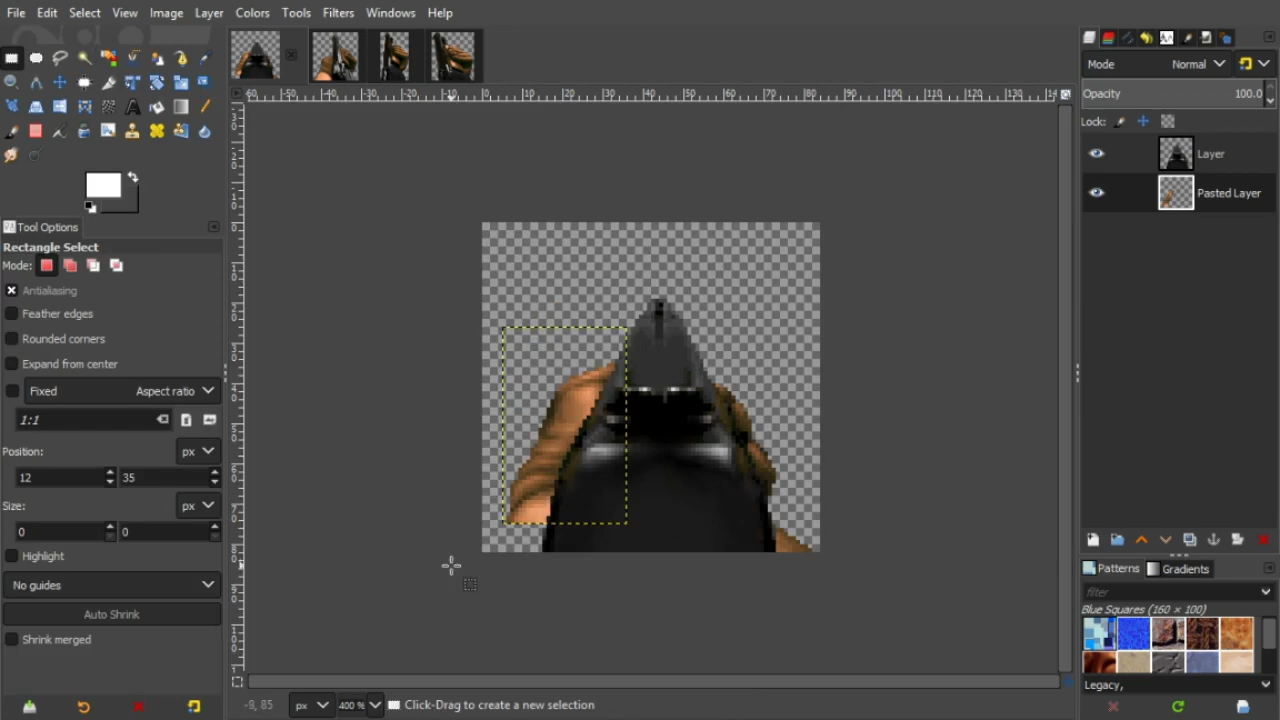 File Edit Select View Image Layer Colors Tools Filters Windows Help
Mode Normal
Opacity 100.0
Lock:
Layer
Pasted Layer
Tool Options
Rectangle Select
Mode:
Antialiasing
Feather edges
Rounded corners
Expand from center
Fixed Aspect ratio
1:1
Position: px
12 35
Size: px
0 0
Highlight
No guides
Auto Shrink
Shrink merged
Patterns Gradients
filter
Blue Squares (160 × 100)
Legacy,
-9, 85 px 400 % Click-Drag to create a new selection